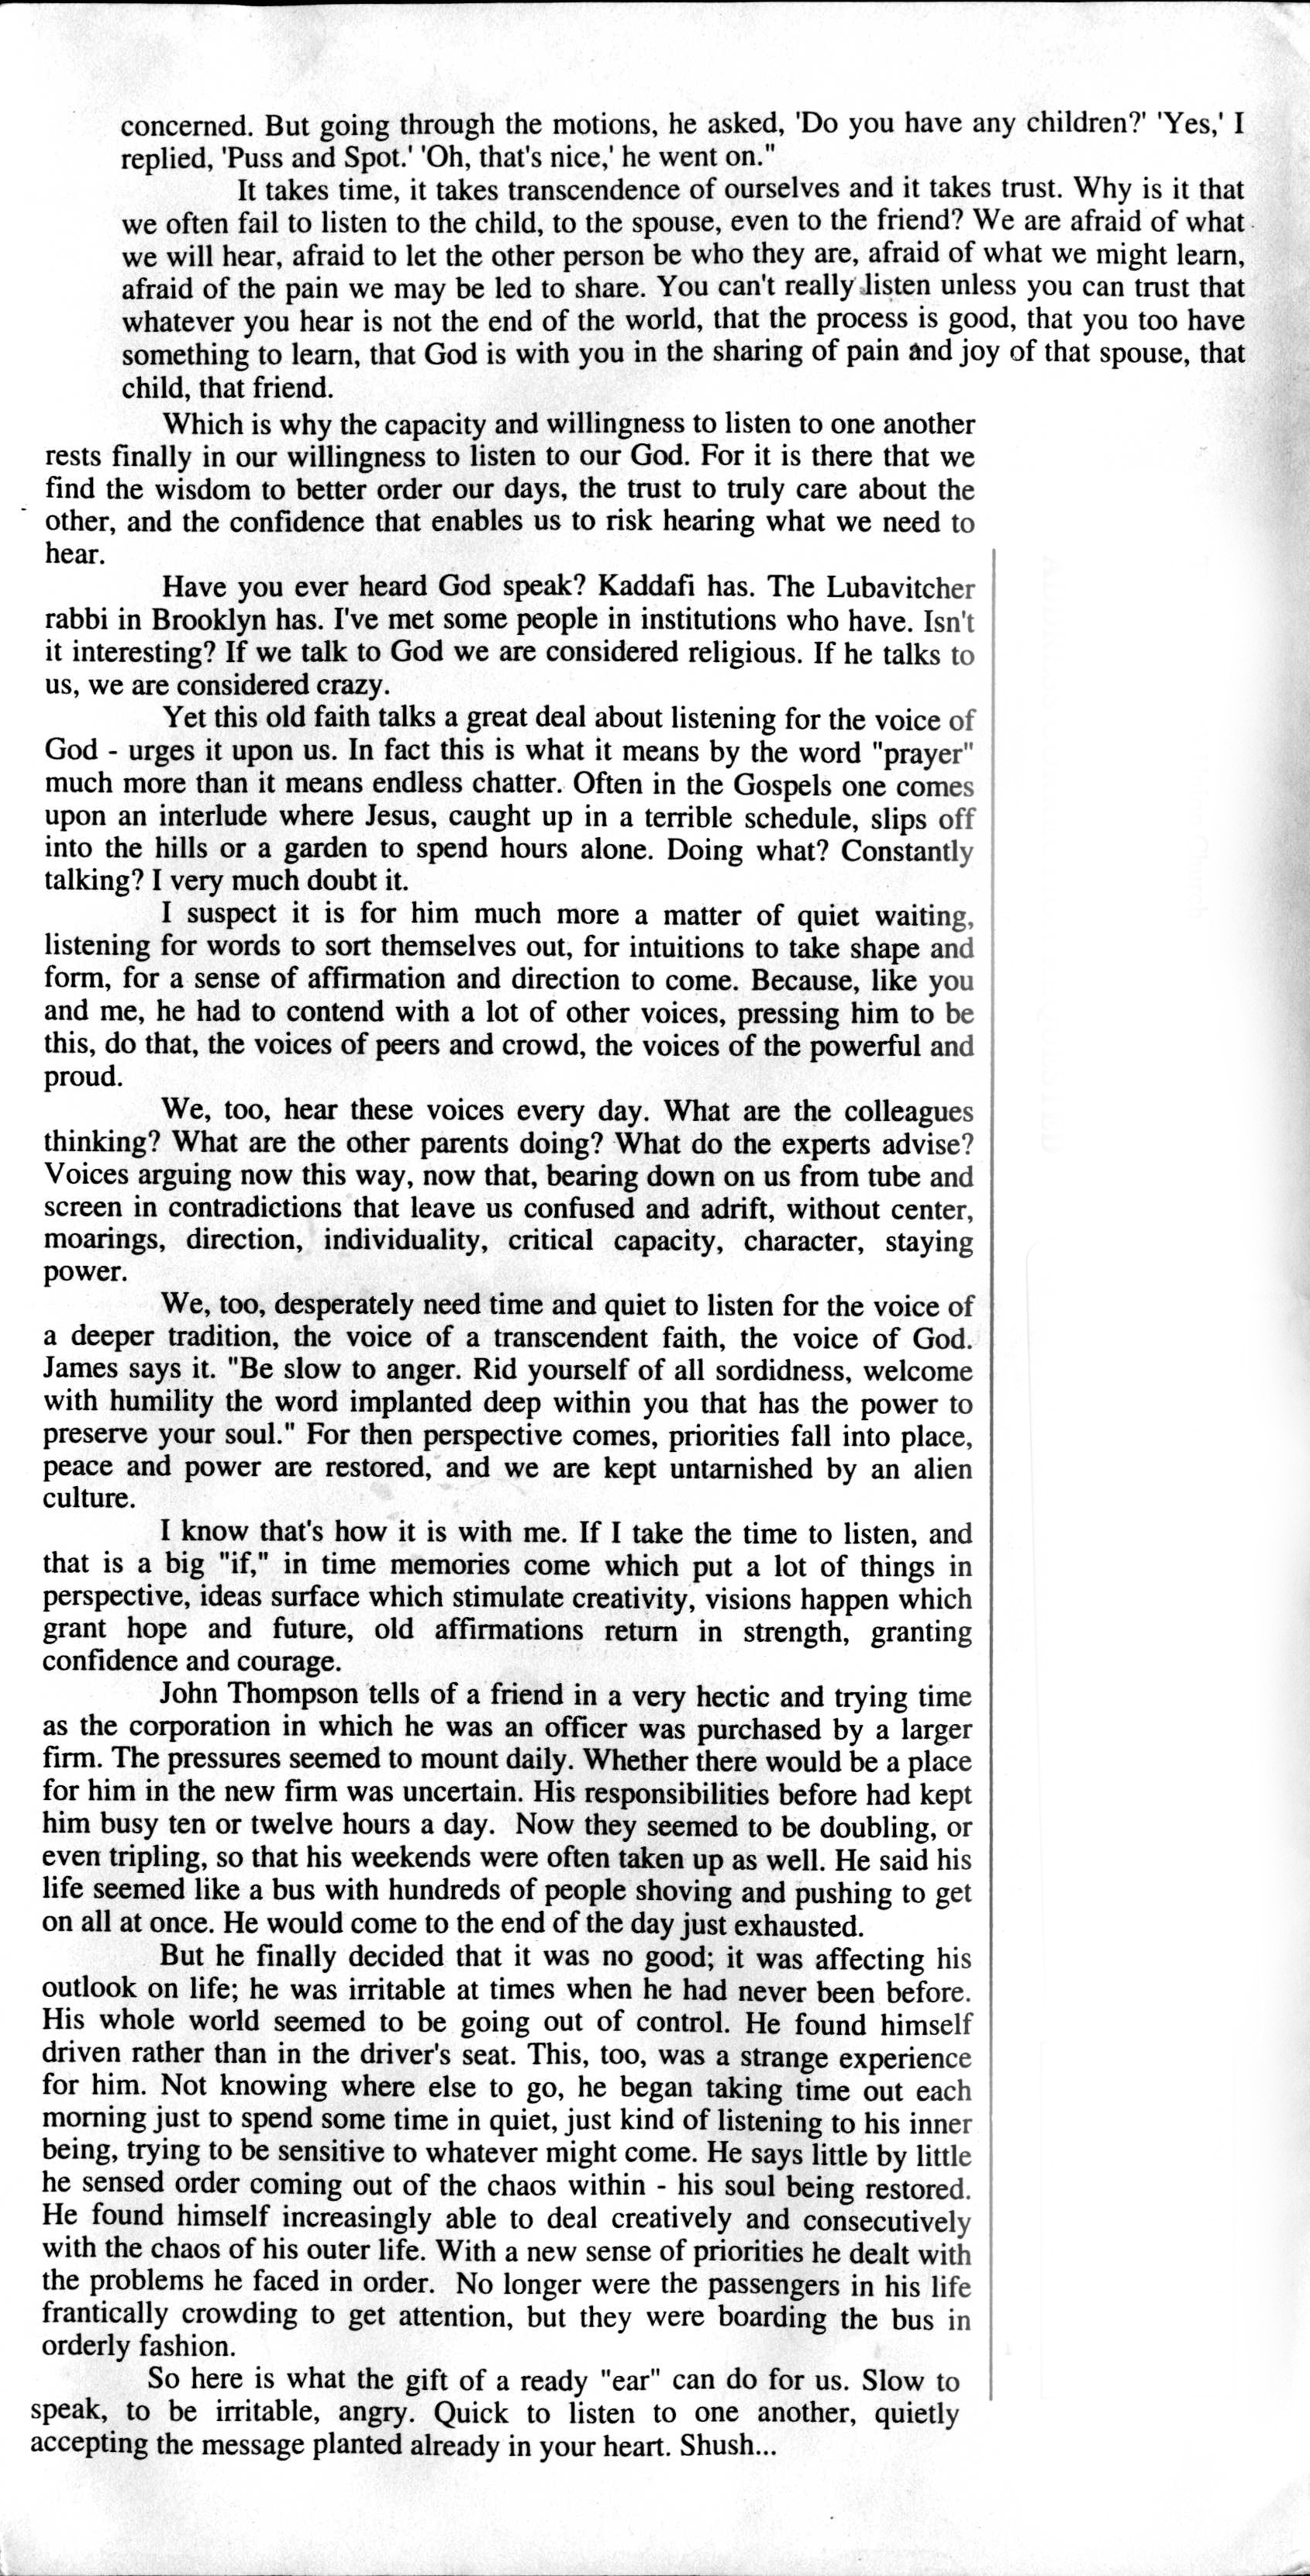 concerned. But going through the motions, he asked, 'Do you have any children?' 'Yes,' I
replied, 'Puss and Spot.' 'Oh, that's nice,' he went on."
It takes time, it takes transcendence of ourselves and it takes trust. Why is it that
we often fail to listen to the child, to the spouse, even to the friend? We are afraid of what
we will hear, afraid to let the other person be who they are, afraid of what we might learn,
afraid of the pain we may be led to share. You can't really listen unless you can trust that
whatever you hear is not the end of the world, that the process is good, that you too have
something to learn, that God is with you in the sharing of pain and joy of that spouse, that
child, that friend.
Which is why the capacity and willingness to listen to one another
rests finally in our willingness to listen to our God. For it is there that we
find the wisdom to better order our days, the trust to truly care about the
other, and the confidence that enables us to risk hearing what we need to
hear.
Have you ever heard God speak? Kaddafi has. The Lubavitcher
rabbi in Brooklyn has. I've met some people in institutions who have. Isn't
it interesting? If we talk to God we are considered religious. If he talks to
us, we are considered crazy.
Yet this old faith talks a great deal about listening for the voice of
God - urges it upon us. In fact this is what it means by the word "prayer"
much more than it means endless chatter. Often in the Gospels one comes
upon an interlude where Jesus, caught up in a terrible schedule, slips off
into the hills or a garden to spend hours alone. Doing what? Constantly
talking? I very much doubt it.
I suspect it is for him much more a matter of quiet waiting,
listening for words to sort themselves out, for intuitions to take shape and
form, for a sense of affirmation and direction to come. Because, like you
and me, he had to contend with a lot of other voices, pressing him to be
this, do that, the voices of peers and crowd, the voices of the powerful and
proud.
We, too, hear these voices every day. What are the colleagues
thinking? What are the other parents doing? What do the experts advise?
Voices arguing now this way, now that, bearing down on us from tube and
screen in contradictions that leave us confused and adrift, without center,
moarings, direction, individuality, critical capacity, character, staying
power.
We, too, desperately need time and quiet to listen for the voice of
a deeper tradition, the voice of a transcendent faith, the voice of God.
James says it. "Be slow to anger. Rid yourself of all sordidness, welcome
with humility the word implanted deep within you that has the power to
preserve your soul." For then perspective comes, priorities fall into place,
peace and power are restored, and we are kept untarnished by an alien
culture.
I know that's how it is with me. If I take the time to listen, and
that is a big "if," in time memories come which put a lot of things in
perspective, ideas surface which stimulate creativity, visions happen which
grant hope and future, old affirmations return in strength, granting
confidence and courage.
John Thompson tells of a friend in a very hectic and trying time
as the corporation in which he was an officer was purchased by a larger
firm. The pressures seemed to mount daily. Whether there would be a place
for him in the new firm was uncertain. His responsibilities before had kept
him busy ten or twelve hours a day.  Now they seemed to be doubling, or
even tripling, so that his weekends were often taken up as well. He said his
life seemed like a bus with hundreds of people shoving and pushing to get
on all at once. He would come to the end of the day just exhausted.
But he finally decided that it was no good; it was affecting his
outlook on life; he was irritable at times when he had never been before.
His whole world seemed to be going out of control. He found himself
driven rather than in the driver's seat. This, too, was a strange experience
for him. Not knowing where else to go, he began taking time out each
morning just to spend some time in quiet, just kind of listening to his inner
being, trying to be sensitive to whatever might come. He says little by little
he sensed order coming out of the chaos within - his soul being restored.
He found himself increasingly able to deal creatively and consecutively
with the chaos of his outer life. With a new sense of priorities he dealt with
the problems he faced in order.  No longer were the passengers in his life
frantically crowding to get attention, but they were boarding the bus in
orderly fashion.
So here is what the gift of a ready "ear" can do for us. Slow to
speak, to be irritable, angry. Quick to listen to one another, quietly
accepting the message planted already in your heart. Shush...